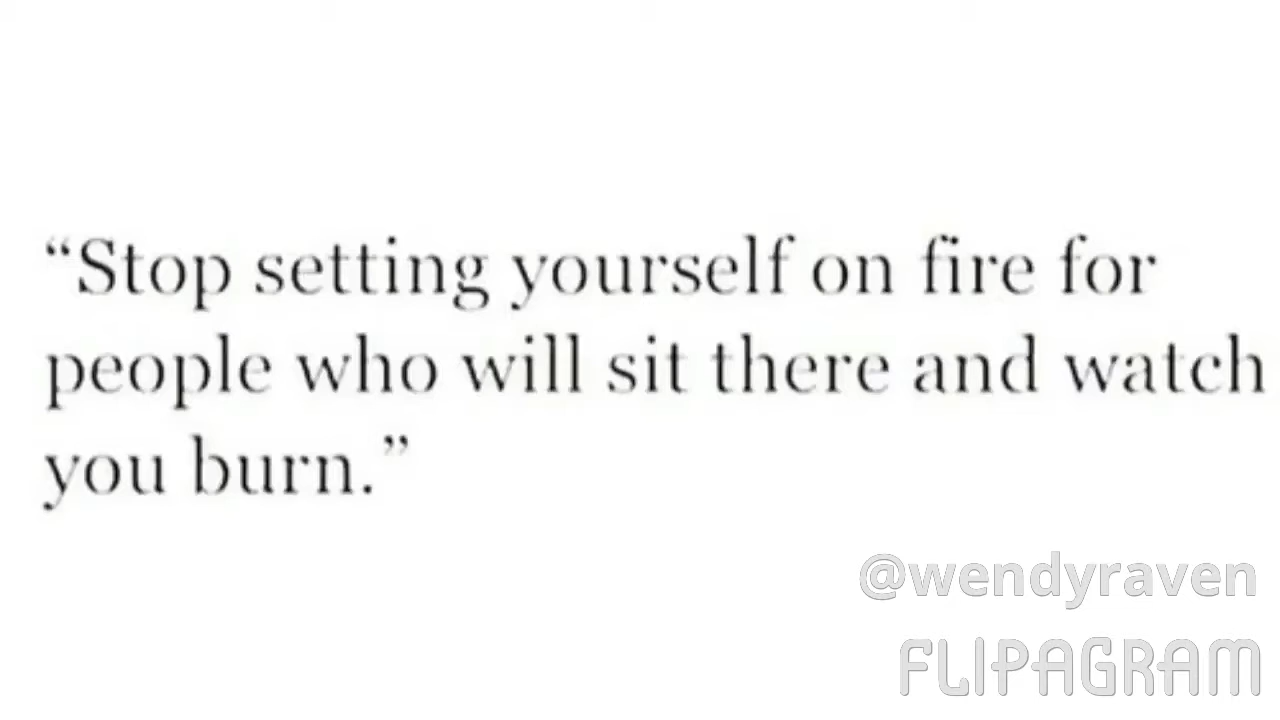 “Stop setting yourself on fire for
people who will sit there and watch
you burn.”
@wendyraven
FLIPAGRAM